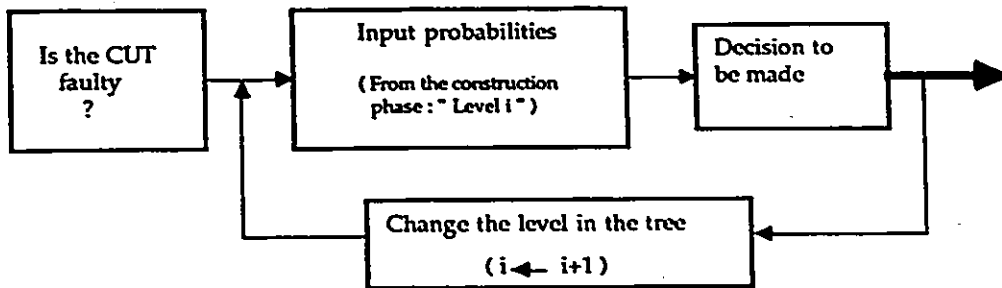 Is the CUT
faulty
?
Input probabilities
(From the construction
phase : " Level i ")
Decision to
be made
Change the level in the tree
( i ← i+1 )